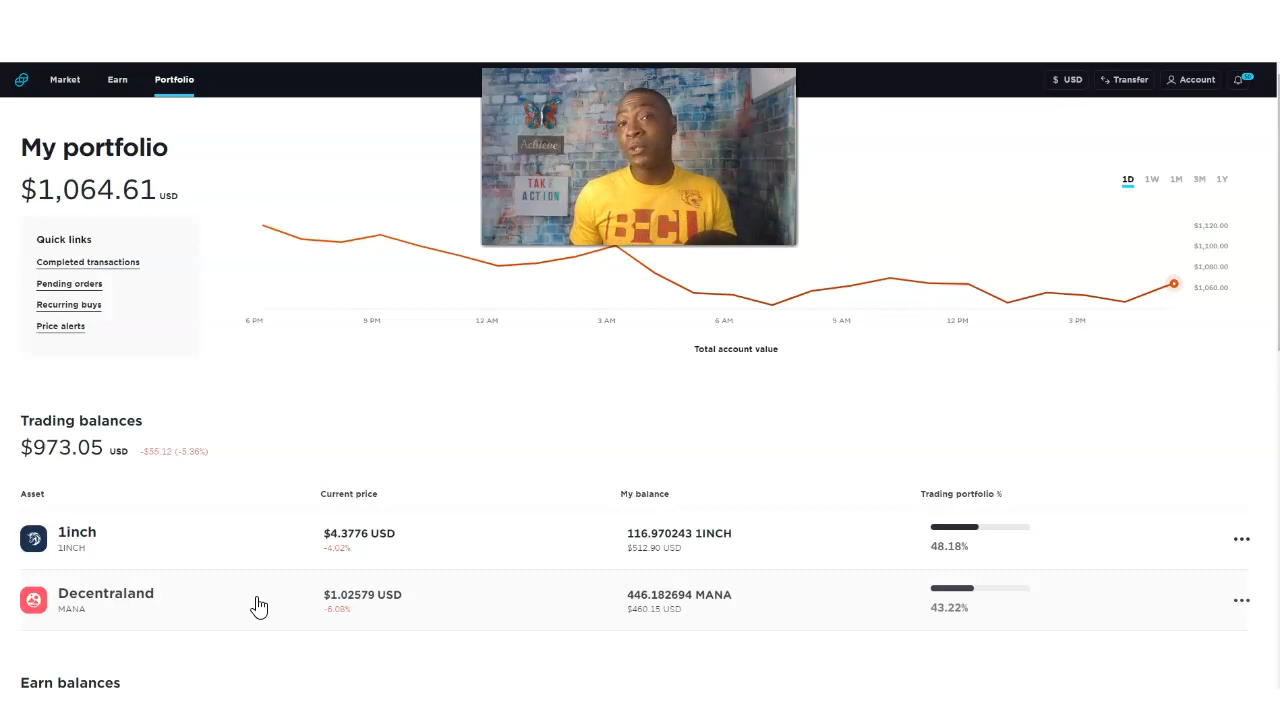 Market Earn Portfolio
$ USD Transfer Account 50
My portfolio
$1,064.61 USD
Quick links
Completed transactions
Pending orders
Recurring buys
Price alerts
Achieve
TAK
ACTION
1D 1W 1M 3M 1Y
$1,120.00
$1,100.00
$1,080.00
$1,060.00
6 PM 9 PM 12 AM 3 AM 6 AM 9 AM 12 PM 3 PM
Total account value
Trading balances
$973.05 USD -$55.12 (-5.36%)
Asset Current price My balance Trading portfolio %
1inch $4.3776 USD 116.970243 1INCH
1INCH -4.02% $512.90 USD 48.18%
Decentraland $1.02579 USD 446.182694 MANA
MANA -6.08% $460.15 USD 43.22%
Earn balances